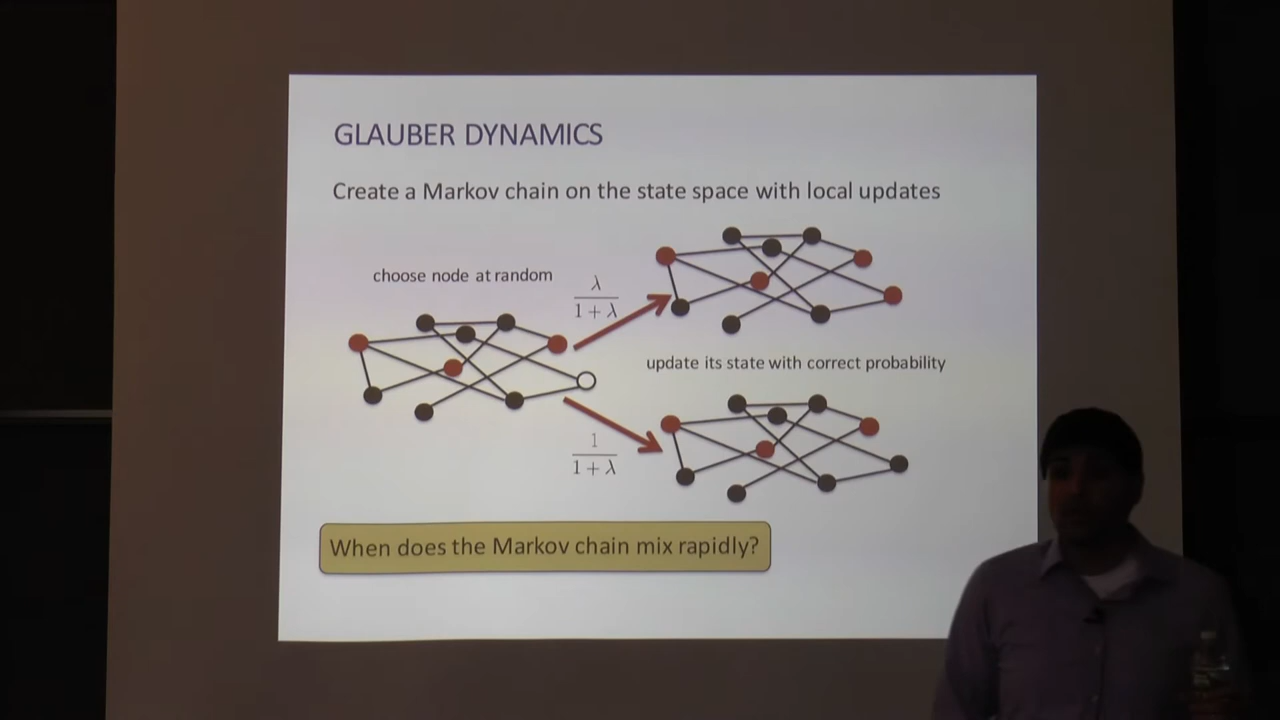 GLAUBER DYNAMICS
Create a Markov chain on the state space with local updates
choose node at random
λ
1 + λ
update its state with correct probability
1
1 + λ
When does the Markov chain mix rapidly?